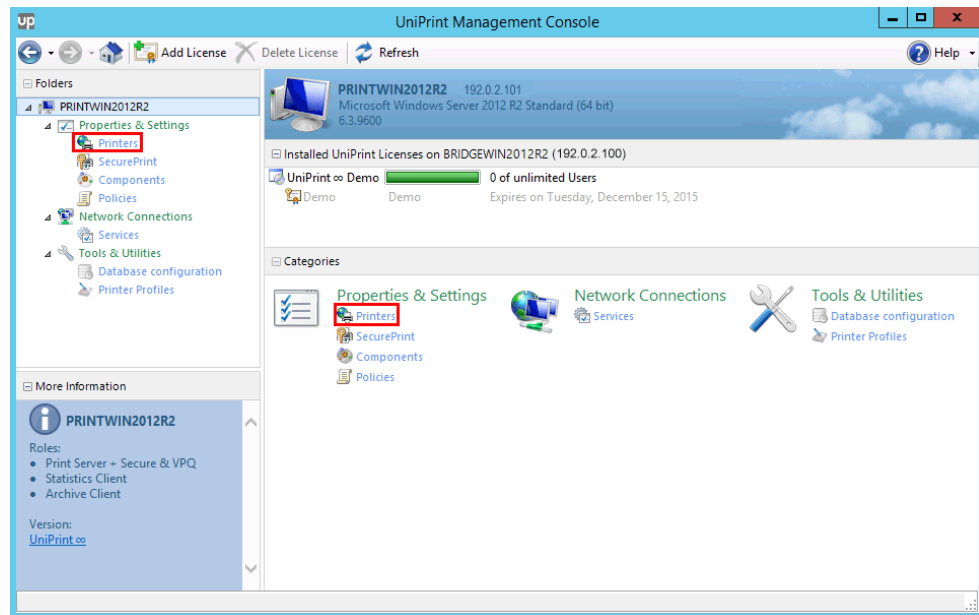 up UniPrint Management Console
Add License Delete License Refresh Help
Folders
PRINTWIN2012R2
Properties & Settings
Printers
SecurePrint
Components
Policies
Network Connections
Services
Tools & Utilities
Database configuration
Printer Profiles
More Information
PRINTWIN2012R2
Roles:
• Print Server + Secure & VPQ
• Statistics Client
• Archive Client
Version:
UniPrint ∞
PRINTWIN2012R2 192.0.2.101
Microsoft Windows Server 2012 R2 Standard (64 bit)
6.3.9600
Installed UniPrint Licenses on BRIDGEWIN2012R2 (192.0.2.100)
UniPrint ∞ Demo 0 of unlimited Users
Demo Demo Expires on Tuesday, December 15, 2015
Categories
Properties & Settings
Printers
SecurePrint
Components
Policies
Network Connections
Services
Tools & Utilities
Database configuration
Printer Profiles